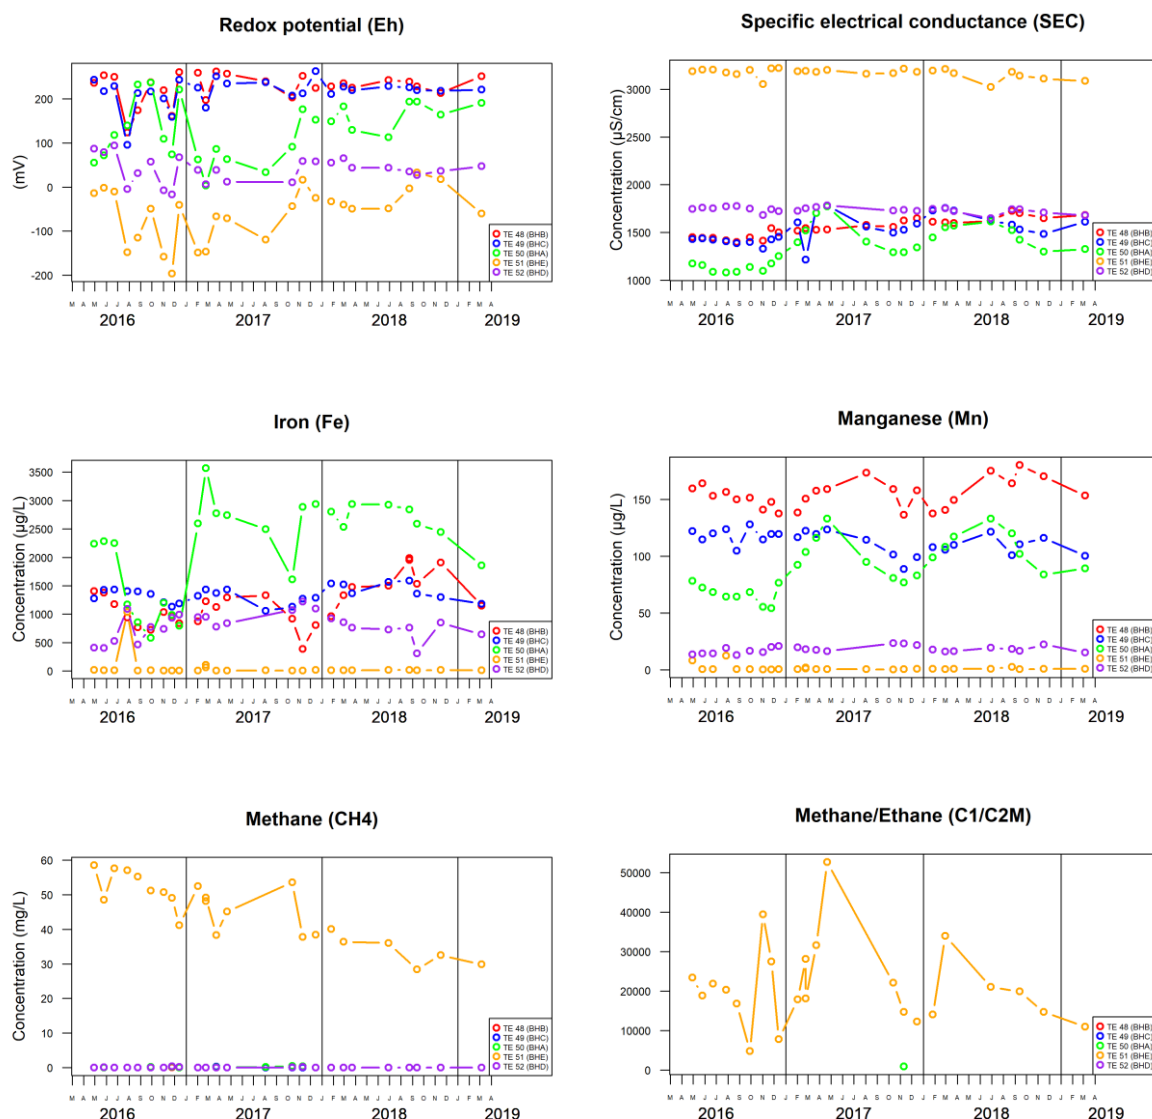 Redox potential (Eh)
(mV)
200
100
0
-100
-200
TE 48 (BHB)
TE 49 (BHC)
TE 50 (BHA)
TE 51 (BHE)
TE 52 (BHD)
M A M J J A S O N D J F M A M J J A S O N D J F M A M J J A S O N D J F M A
2016 2017 2018 2019
Specific electrical conductance (SEC)
Concentration (µS/cm)
3000
2500
2000
1500
1000
TE 48 (BHB)
TE 49 (BHC)
TE 50 (BHA)
TE 51 (BHE)
TE 52 (BHD)
M A M J J A S O N D J F M A M J J A S O N D J F M A M J J A S O N D J F M A
2016 2017 2018 2019
Iron (Fe)
Concentration (µg/L)
3500
3000
2500
2000
1500
1000
500
0
TE 48 (BHB)
TE 49 (BHC)
TE 50 (BHA)
TE 51 (BHE)
TE 52 (BHD)
M A M J J A S O N D J F M A M J J A S O N D J F M A M J J A S O N D J F M A
2016 2017 2018 2019
Manganese (Mn)
Concentration (µg/L)
150
100
50
0
TE 48 (BHB)
TE 49 (BHC)
TE 50 (BHA)
TE 51 (BHE)
TE 52 (BHD)
M A M J J A S O N D J F M A M J J A S O N D J F M A M J J A S O N D J F M A
2016 2017 2018 2019
Methane (CH4)
Concentration (mg/L)
60
50
40
30
20
10
0
TE 48 (BHB)
TE 49 (BHC)
TE 50 (BHA)
TE 51 (BHE)
TE 52 (BHD)
M A M J J A S O N D J F M A M J J A S O N D J F M A M J J A S O N D J F M A
2016 2017 2018 2019
Methane/Ethane (C1/C2M)
50000
40000
30000
20000
10000
0
TE 48 (BHB)
TE 49 (BHC)
TE 50 (BHA)
TE 51 (BHE)
TE 52 (BHD)
M A M J J A S O N D J F M A M J J A S O N D J F M A M J J A S O N D J F M A
2016 2017 2018 2019